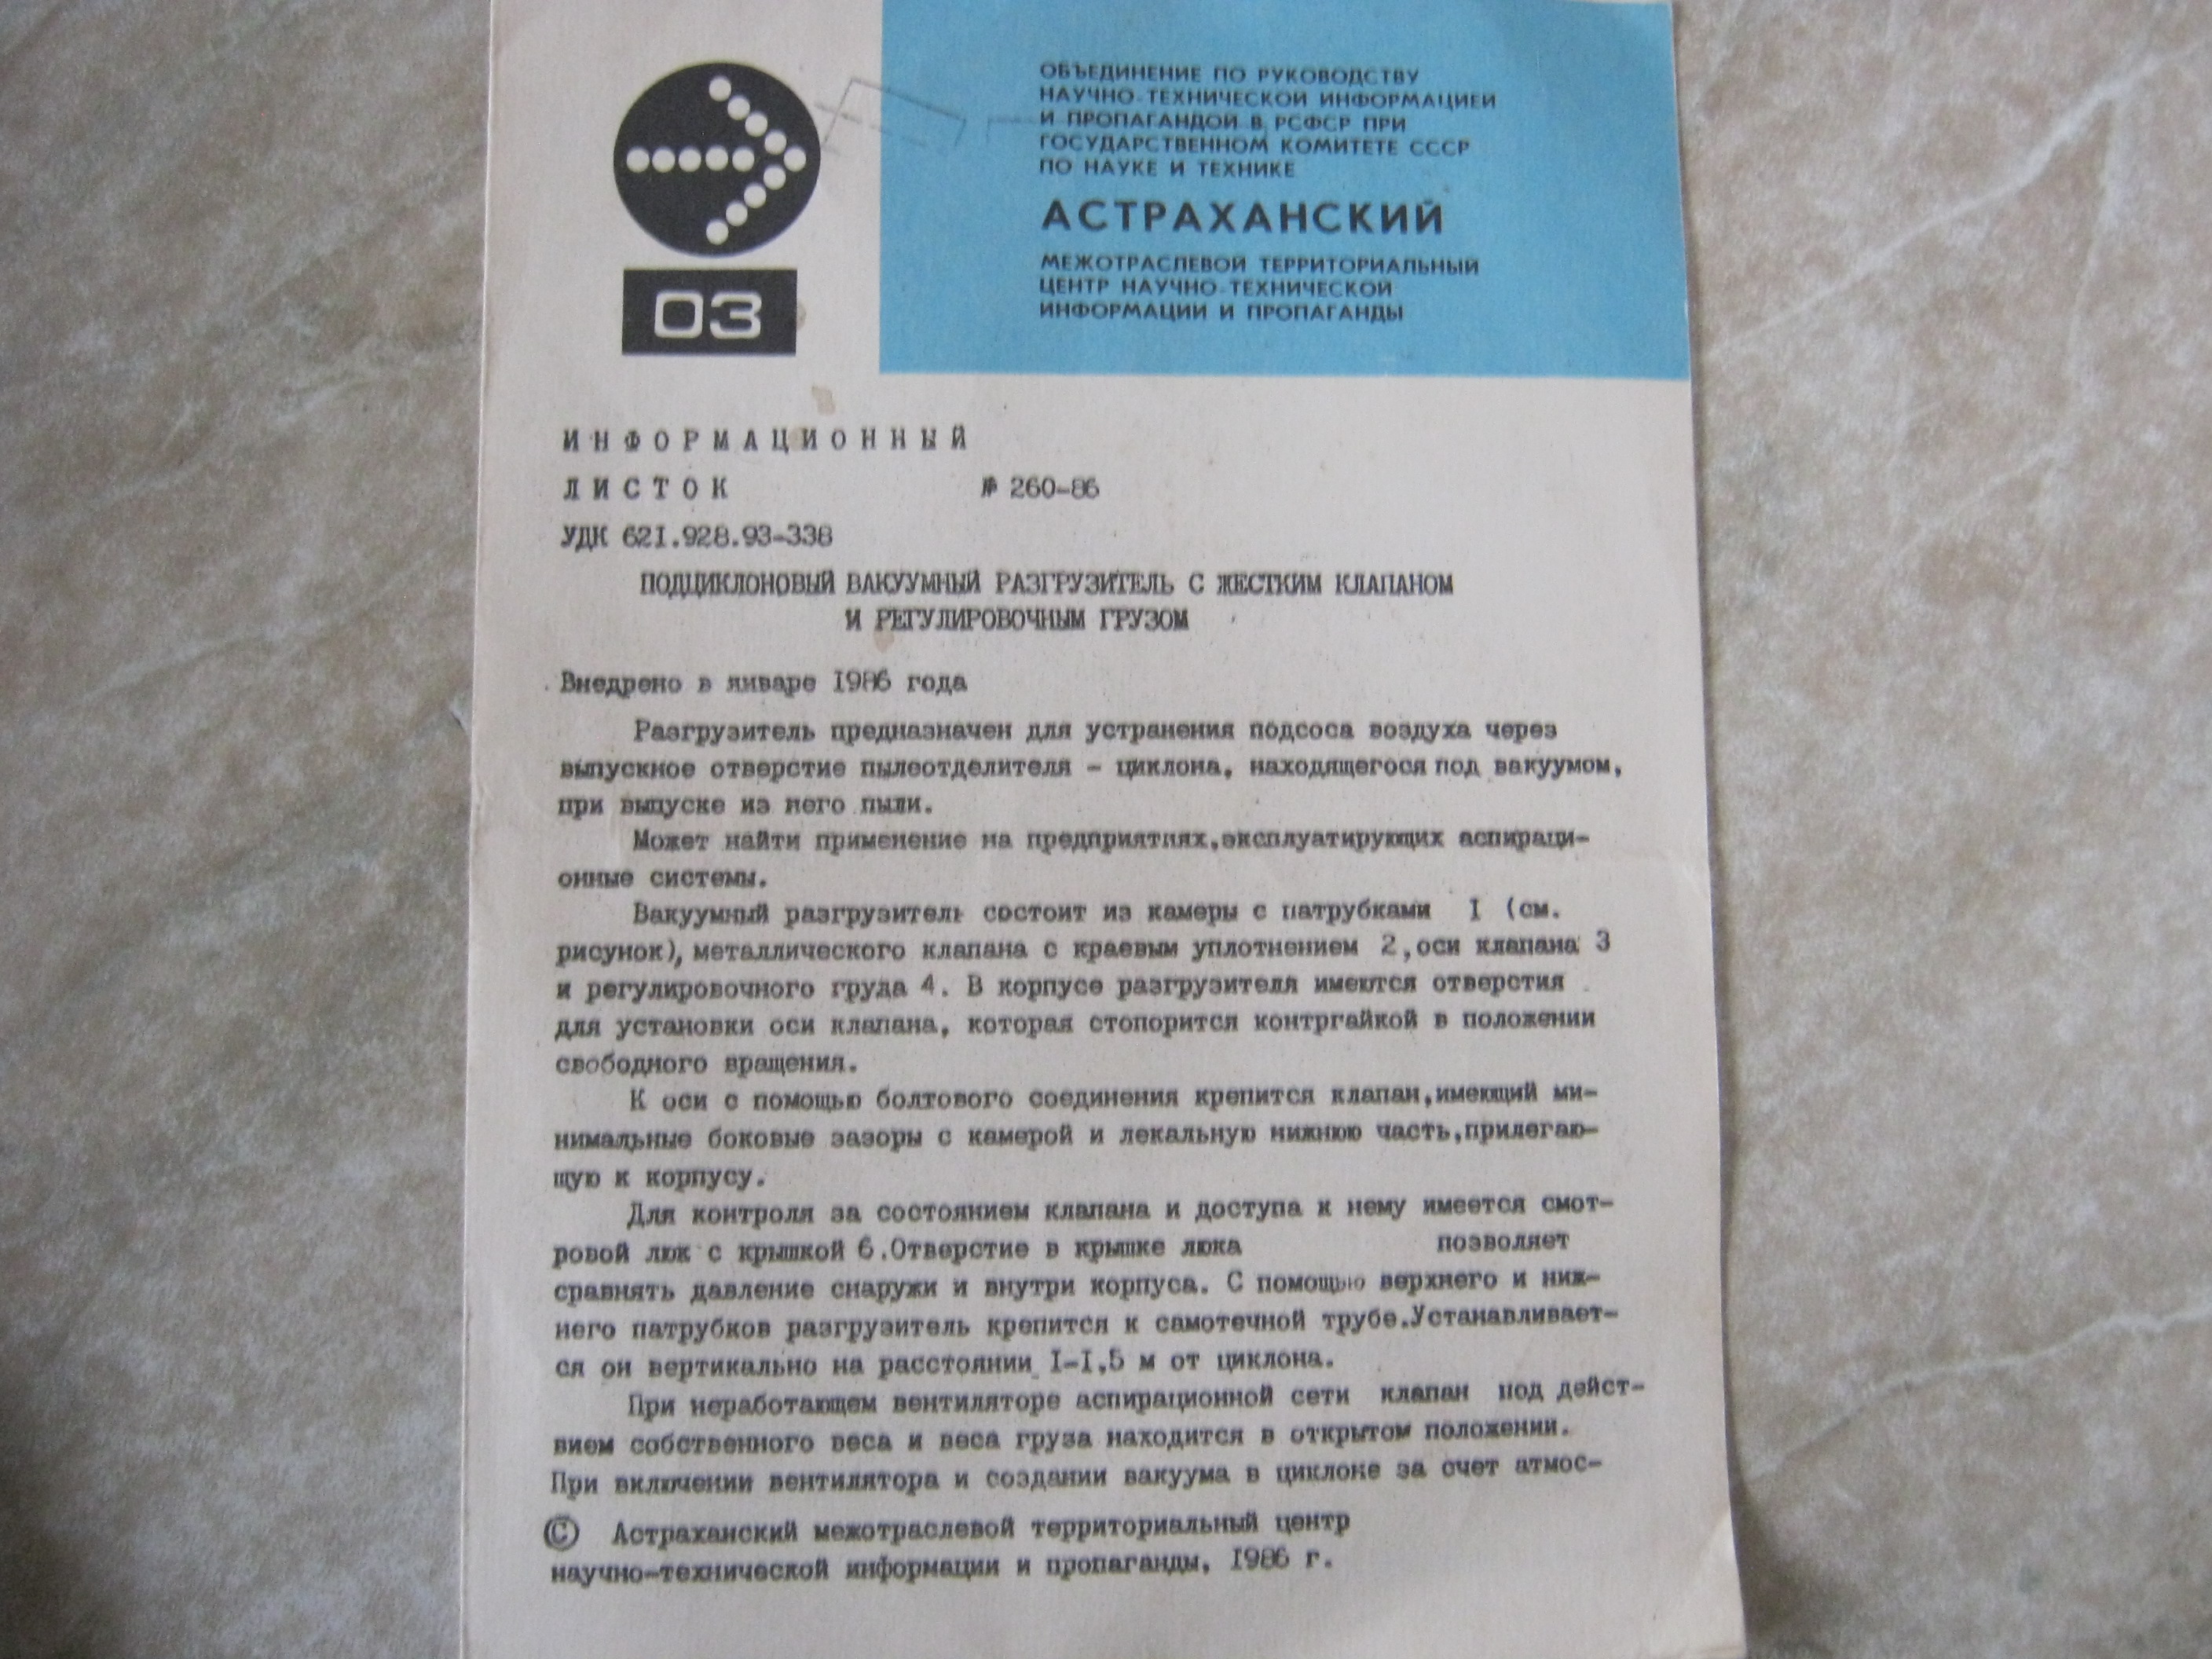 ОБЪЕДИНЕНИЕ ПО РУКОВОДСТВУ
НАУЧНО-ТЕХНИЧЕСКОЙ ИНФОРМАЦИЕЙ
И ПРОПАГАНДОЙ В РСФСР ПРИ
ГОСУДАРСТВЕННОМ КОМИТЕТЕ СССР
ПО НАУКЕ И ТЕХНИКЕ
АСТРАХАНСКИЙ
МЕЖОТРАСЛЕВОЙ ТЕРРИТОРИАЛЬНЫЙ
ЦЕНТР НАУЧНО-ТЕХНИЧЕСКОЙ
ИНФОРМАЦИИ И ПРОПАГАНДЫ
03
ИНФОРМАЦИОННЫЙ
ЛИСТОК № 260-86
УДК 621.928.93-338
ПОДЦИКЛОНОВЫЙ ВАКУУМНЫЙ РАЗГРУЗИТЕЛЬ С ЖЕСТКИМ КЛАПАНОМ
И РЕГУЛИРОВОЧНЫМ ГРУЗОМ
Внедрено в январе 1986 года
Разгрузитель предназначен для устранения подсоса воздуха через
выпускное отверстие пылеотделителя - циклона, находящегося под вакуумом,
при выпуске из него пыли.
Может найти применение на предприятиях,эксплуатирующих аспираци-
онные системы.
Вакуумный разгрузитель состоит из камеры с патрубками I (см.
рисунок), металлического клапана с краевым уплотнением 2,оси клапана 3
и регулировочного груда 4. В корпусе разгрузителя имеются отверстия
для установки оси клапана, которая стопорится контргайкой в положении
свободного вращения.
К оси с помощью болтового соединения крепится клапан,имеющий ми-
нимальные боковые зазоры с камерой и лекальную нижнюю часть,прилегаю-
щую к корпусу.
Для контроля за состоянием клапана и доступа к нему имеется смот-
ровой люк с крышкой 6.Отверстие в крышке люка позволяет
сравнять давление снаружи и внутри корпуса. С помощью верхнего и ниж-
него патрубков разгрузитель крепится к самотечной трубе.Устанавливает-
ся он вертикально на расстоянии I-I,5 м от циклона.
При неработающем вентиляторе аспирационной сети клапан под дейст-
вием собственного веса и веса груза находится в открытом положении.
При включении вентилятора и создании вакуума в циклоне за счет атмос-
© Астраханский межотраслевой территориальный центр
научно-технической информации и пропаганды, 1986 г.